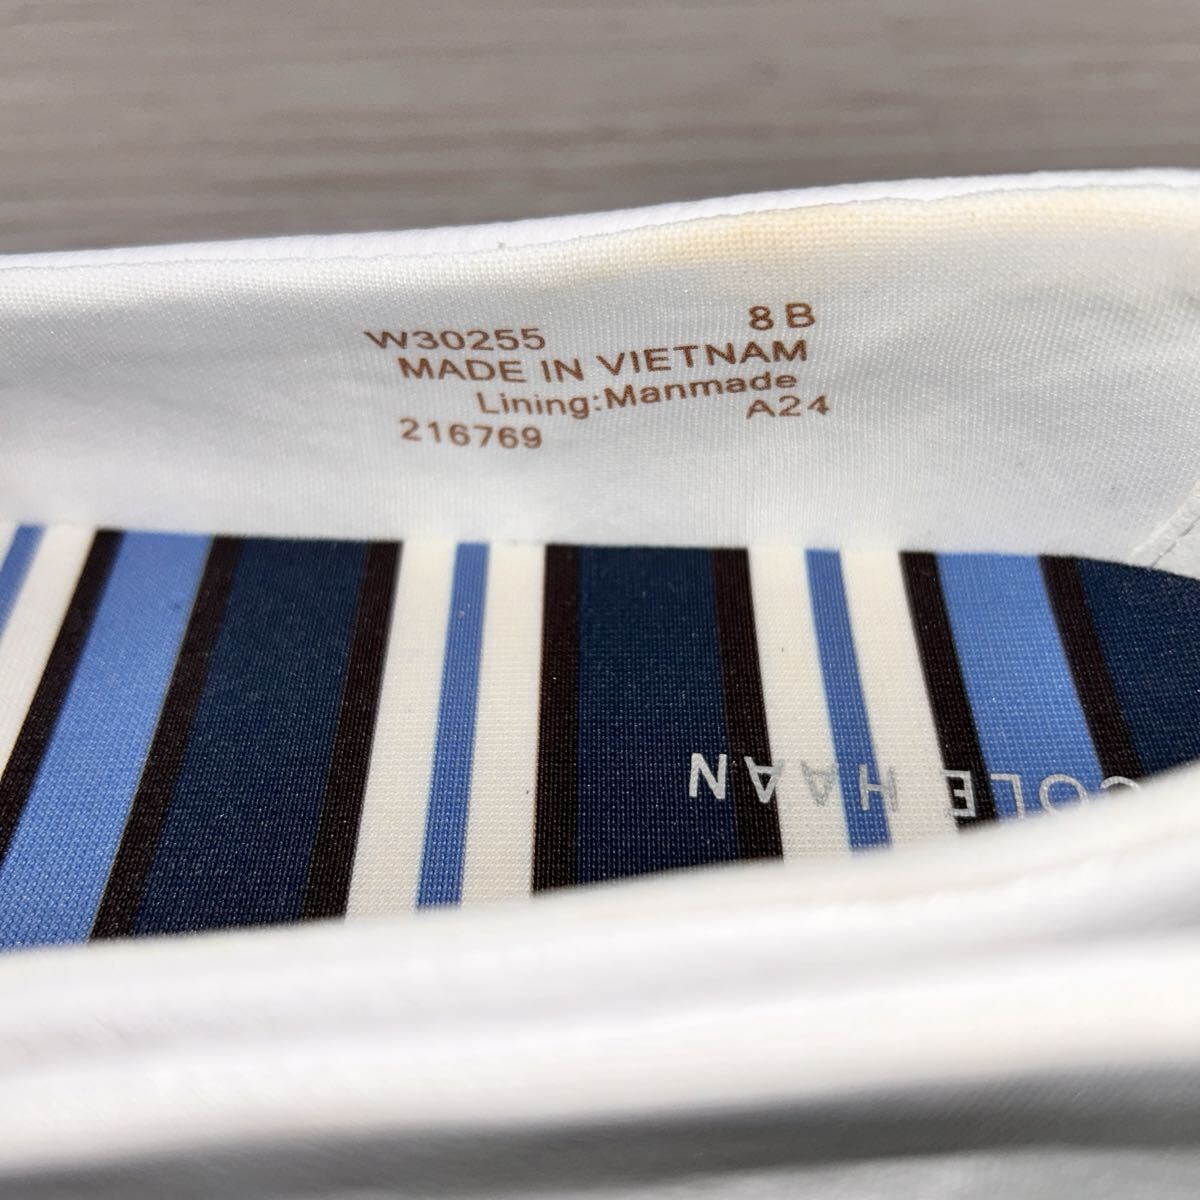 W30255 8 B
MADE IN VIETNAM
Lining:Manmade
216769 A24
COLE HAAN